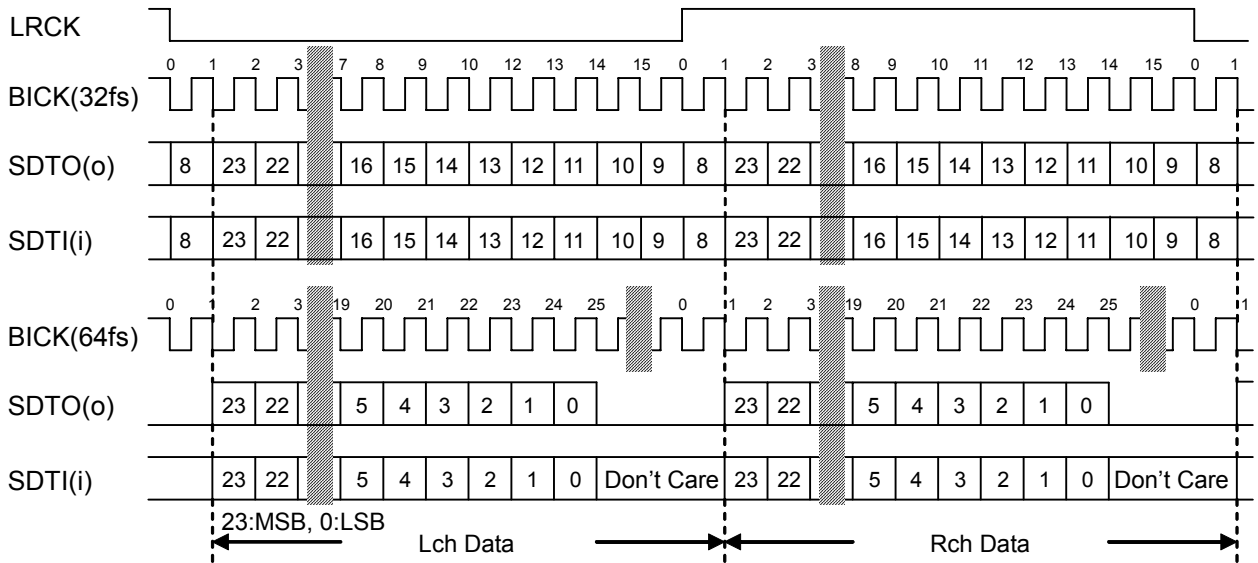 LRCK
0 1 2 3 7 8 9 10 11 12 13 14 15 0 1 2 3 8 9 10 11 12 13 14 15 0 1
BICK(32fs)
SDTO(o) 8 23 22 16 15 14 13 12 11 10 9 8 23 22 16 15 14 13 12 11 10 9 8
SDTI(i) 8 23 22 16 15 14 13 12 11 10 9 8 23 22 16 15 14 13 12 11 10 9 8
0 1 2 3 19 20 21 22 23 24 25 0 1 2 3 19 20 21 22 23 24 25 0 1
BICK(64fs)
SDTO(o) 23 22 5 4 3 2 1 0 23 22 5 4 3 2 1 0
SDTI(i) 23 22 5 4 3 2 1 0 Don't Care 23 22 5 4 3 2 1 0 Don't Care
23:MSB, 0:LSB
Lch Data Rch Data